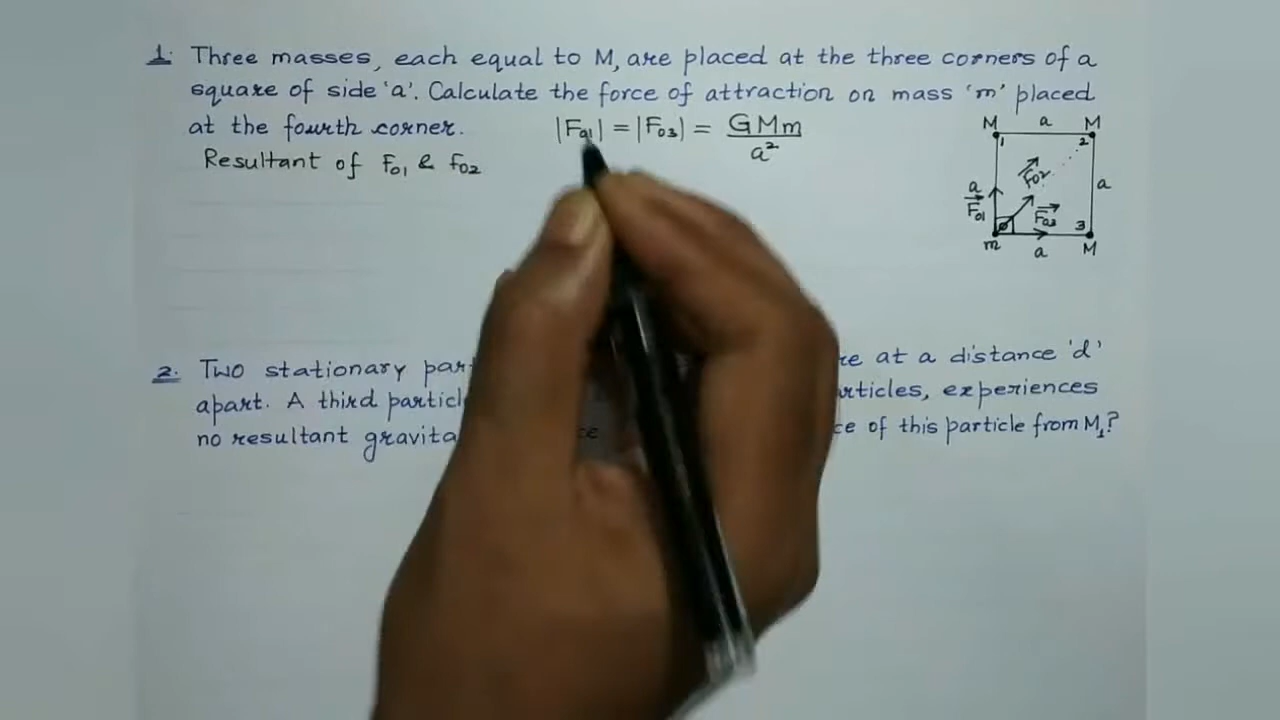 1. Three masses, each equal to M, are placed at the three corners of a
square of side 'a'. Calculate the force of attraction on mass 'm' placed
at the fourth corner.
|F01| = |F03| = GMm / a²
Resultant of F01 & F02
M a M
1 2
a F01 F02 a
F03 3
m a M
2. Two stationary re at a distance 'd'
apart. A third rticles, experiences
no resultant of this particle from M1?